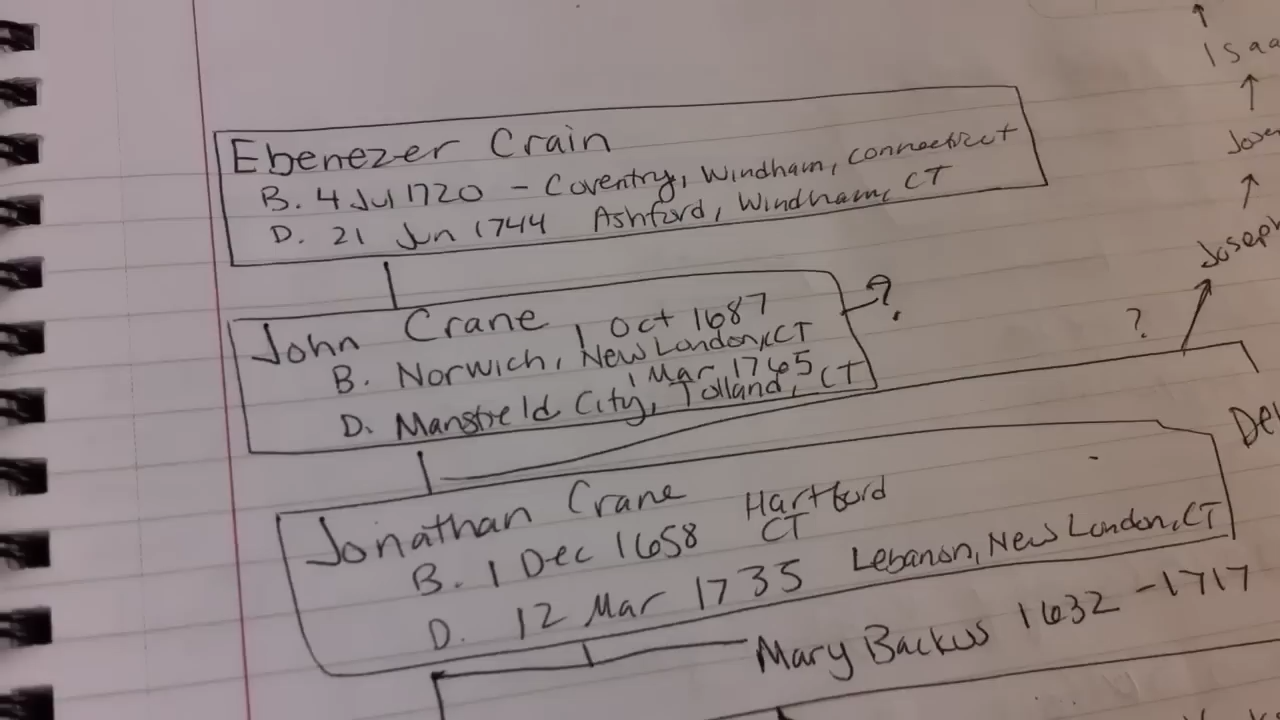 Ebenezer Crain
B. 4 Jul 1720 - Coventry, Windham, Connecticut
D. 21 Jun 1744 Ashford, Windham, CT
John Crane
1 Oct 1687
B. Norwich, New London, CT
1 Mar 1765
D. Mansfield City, Tolland, CT
?
?
Jonathan Crane
B. 1 Dec 1658 Hartford
CT
D. 12 Mar 1735 Lebanon, New London, CT
Mary Backus 1632 - 1717
Isaa
Joseph